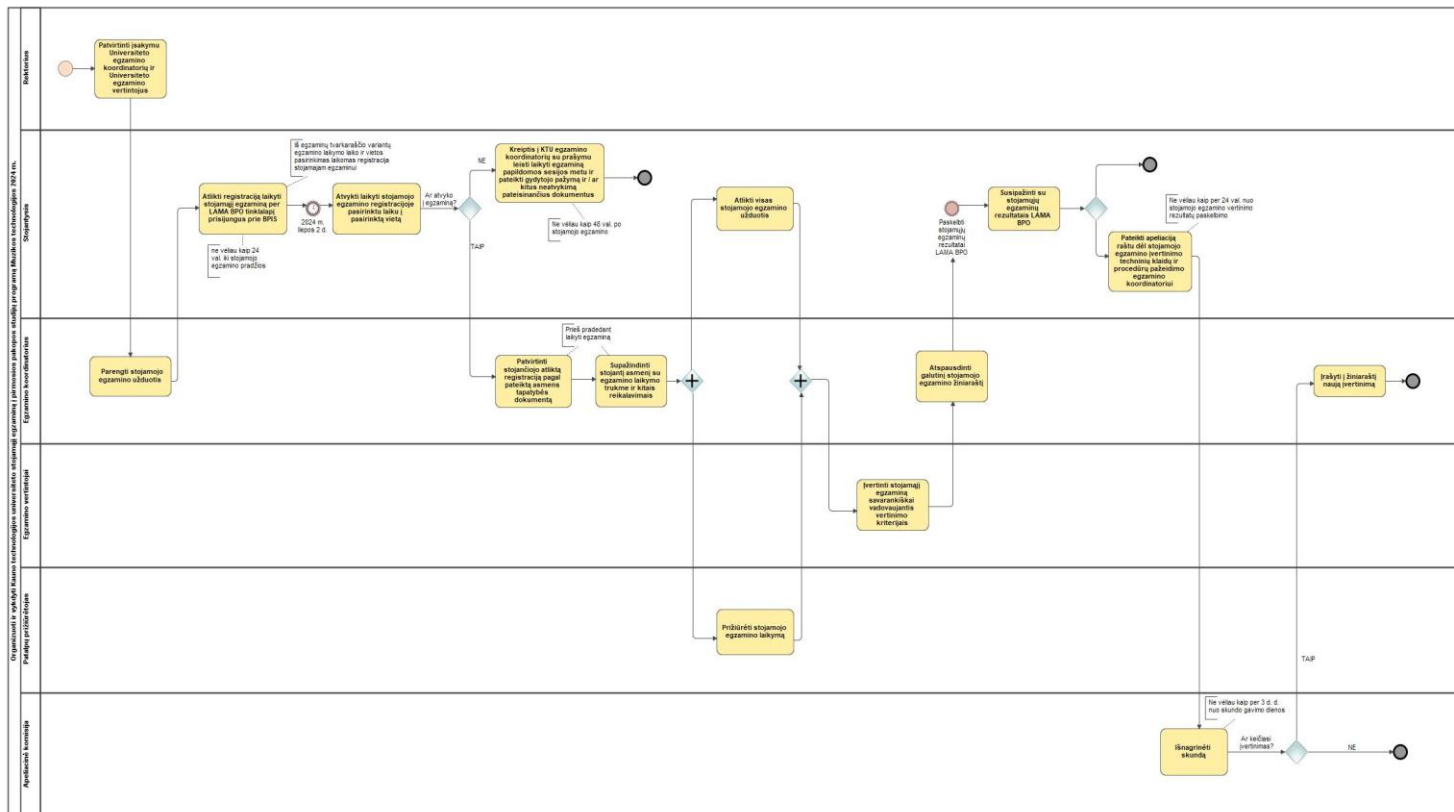 Organizuoti ir vykdyti Kauno technologijos universiteto stojamąjį egzaminą į pirmosios pakopos studijų programą Muzikos technologijos 2024 m.
Rektorius
Patvirtinti įsakymu
Universiteto
egzamino
koordinatorių ir
Universiteto
egzamino
vertintojus
Stojantysis
Iš egzaminų tvarkaraščio variantų
egzamino laikymo laiko ir vietos
pasirinkimas laikomas registracija
stojamajam egzaminui
Atlikti registraciją laikyti
stojamąjį egzaminą per
LAMA BPO tinklalapį
prisijungus prie BPIS
ne vėliau kaip 24
val. iki stojamojo
egzamino pradžios
2024 m.
liepos 2 d.
Atvykti laikyti stojamojo
egzamino registracijoje
pasirinktu laiku į
pasirinktą vietą
Ar atvyko
į egzaminą?
NE
TAIP
Kreiptis į KTU egzamino
koordinatorių su prašymu
leisti laikyti egzaminą
papildomos sesijos metu ir
pateikti gydytojo pažymą ir / ar
kitus neatvykimą
pateisinančius dokumentus
Ne vėliau kaip 48 val. po
stojamojo egzamino
Atlikti visas
stojamojo egzamino
užduotis
Paskelbti
stojamųjų
egzaminų
rezultatai
LAMA BPO
Susipažinti su
stojamųjų
egzaminų
rezultatais LAMA
BPO
Ne vėliau kaip per 24 val. nuo
stojamojo egzamino vertinimo
rezultatų paskelbimo
Pateikti apeliaciją
raštu dėl stojamojo
egzamino įvertinimo
techninių klaidų ir
procedūrų pažeidimo
egzamino
koordinatoriui
Egzamino koordinatorius
Parengti stojamojo
egzamino užduotis
Prieš pradedant
laikyti egzaminą
Patvirtinti
stojančiojo atliktą
registraciją pagal
pateiktą asmens
tapatybės
dokumentą
Supažindinti
stojantį asmenį su
egzamino laikymo
trukme ir kitais
reikalavimais
Atspausdinti
galutinį stojamojo
egzamino žiniaraštį
Įrašyti į žiniaraštį
naują įvertinimą
Egzamino vertintojai
Įvertinti stojamąjį
egzaminą
savarankiškai
vadovaujantis
vertinimo
kriterijais
Patalpų prižiūrėtojas
Prižiūrėti stojamojo
egzamino laikymą
TAIP
Apeliacinė komisija
Ne vėliau kaip per 3 d. d.
nuo skundo gavimo dienos
Išnagrinėti
skundą
Ar keičiasi
įvertinimas?
NE